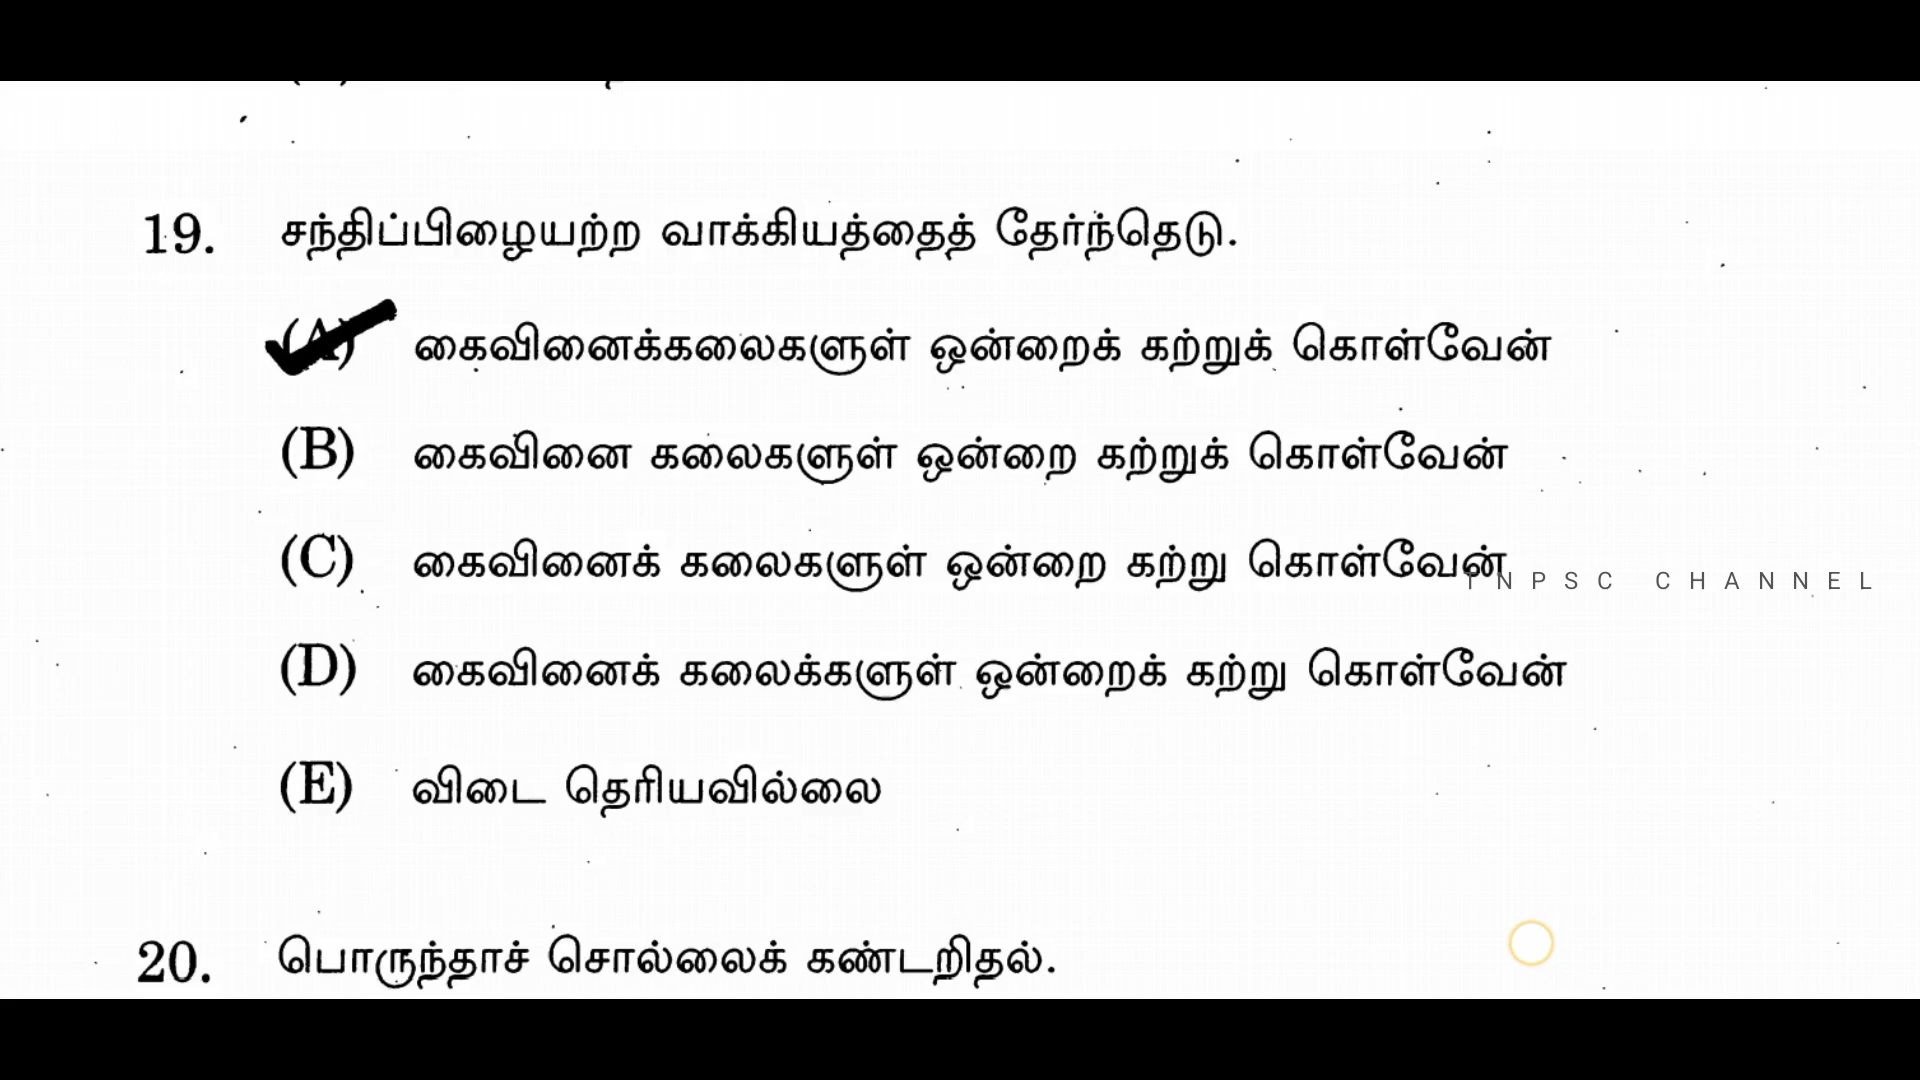 19. சந்திப்பிழையற்ற வாக்கியத்தைத் தேர்ந்தெடு.
(A) கைவினைக்கலைகளுள் ஒன்றைக் கற்றுக் கொள்வேன்
(B) கைவினை கலைகளுள் ஒன்றை கற்றுக் கொள்வேன்
(C) கைவினைக் கலைகளுள் ஒன்றை கற்று கொள்வேன்
TNPSC CHANNEL
(D) கைவினைக் கலைக்களுள் ஒன்றைக் கற்று கொள்வேன்
(E) விடை தெரியவில்லை
20. பொருந்தாச் சொல்லைக் கண்டறிதல்.